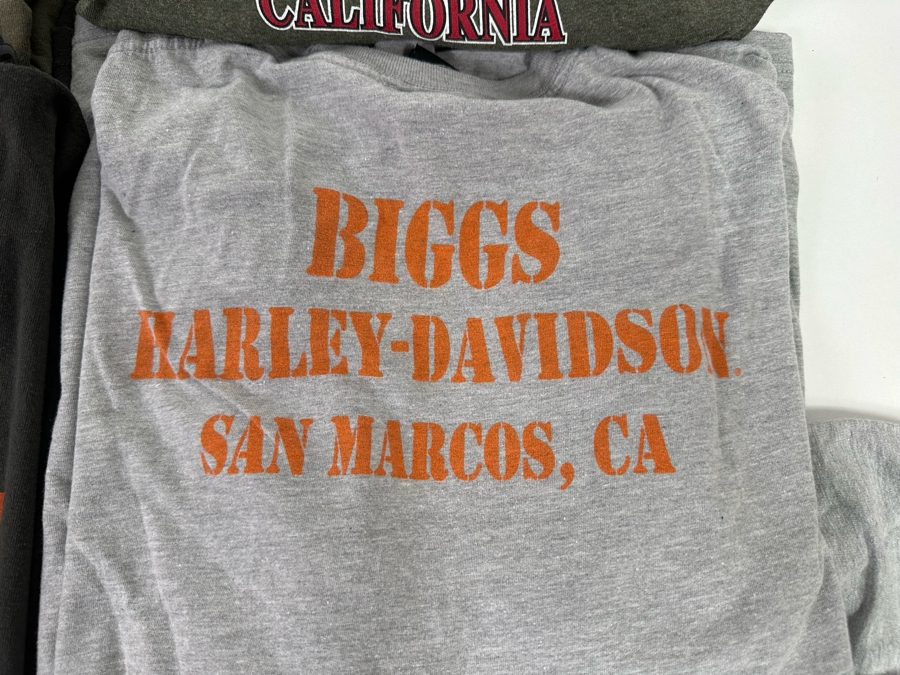 CALIFORNIA
BIGGS
HARLEY-DAVIDSON
SAN MARCOS, CA